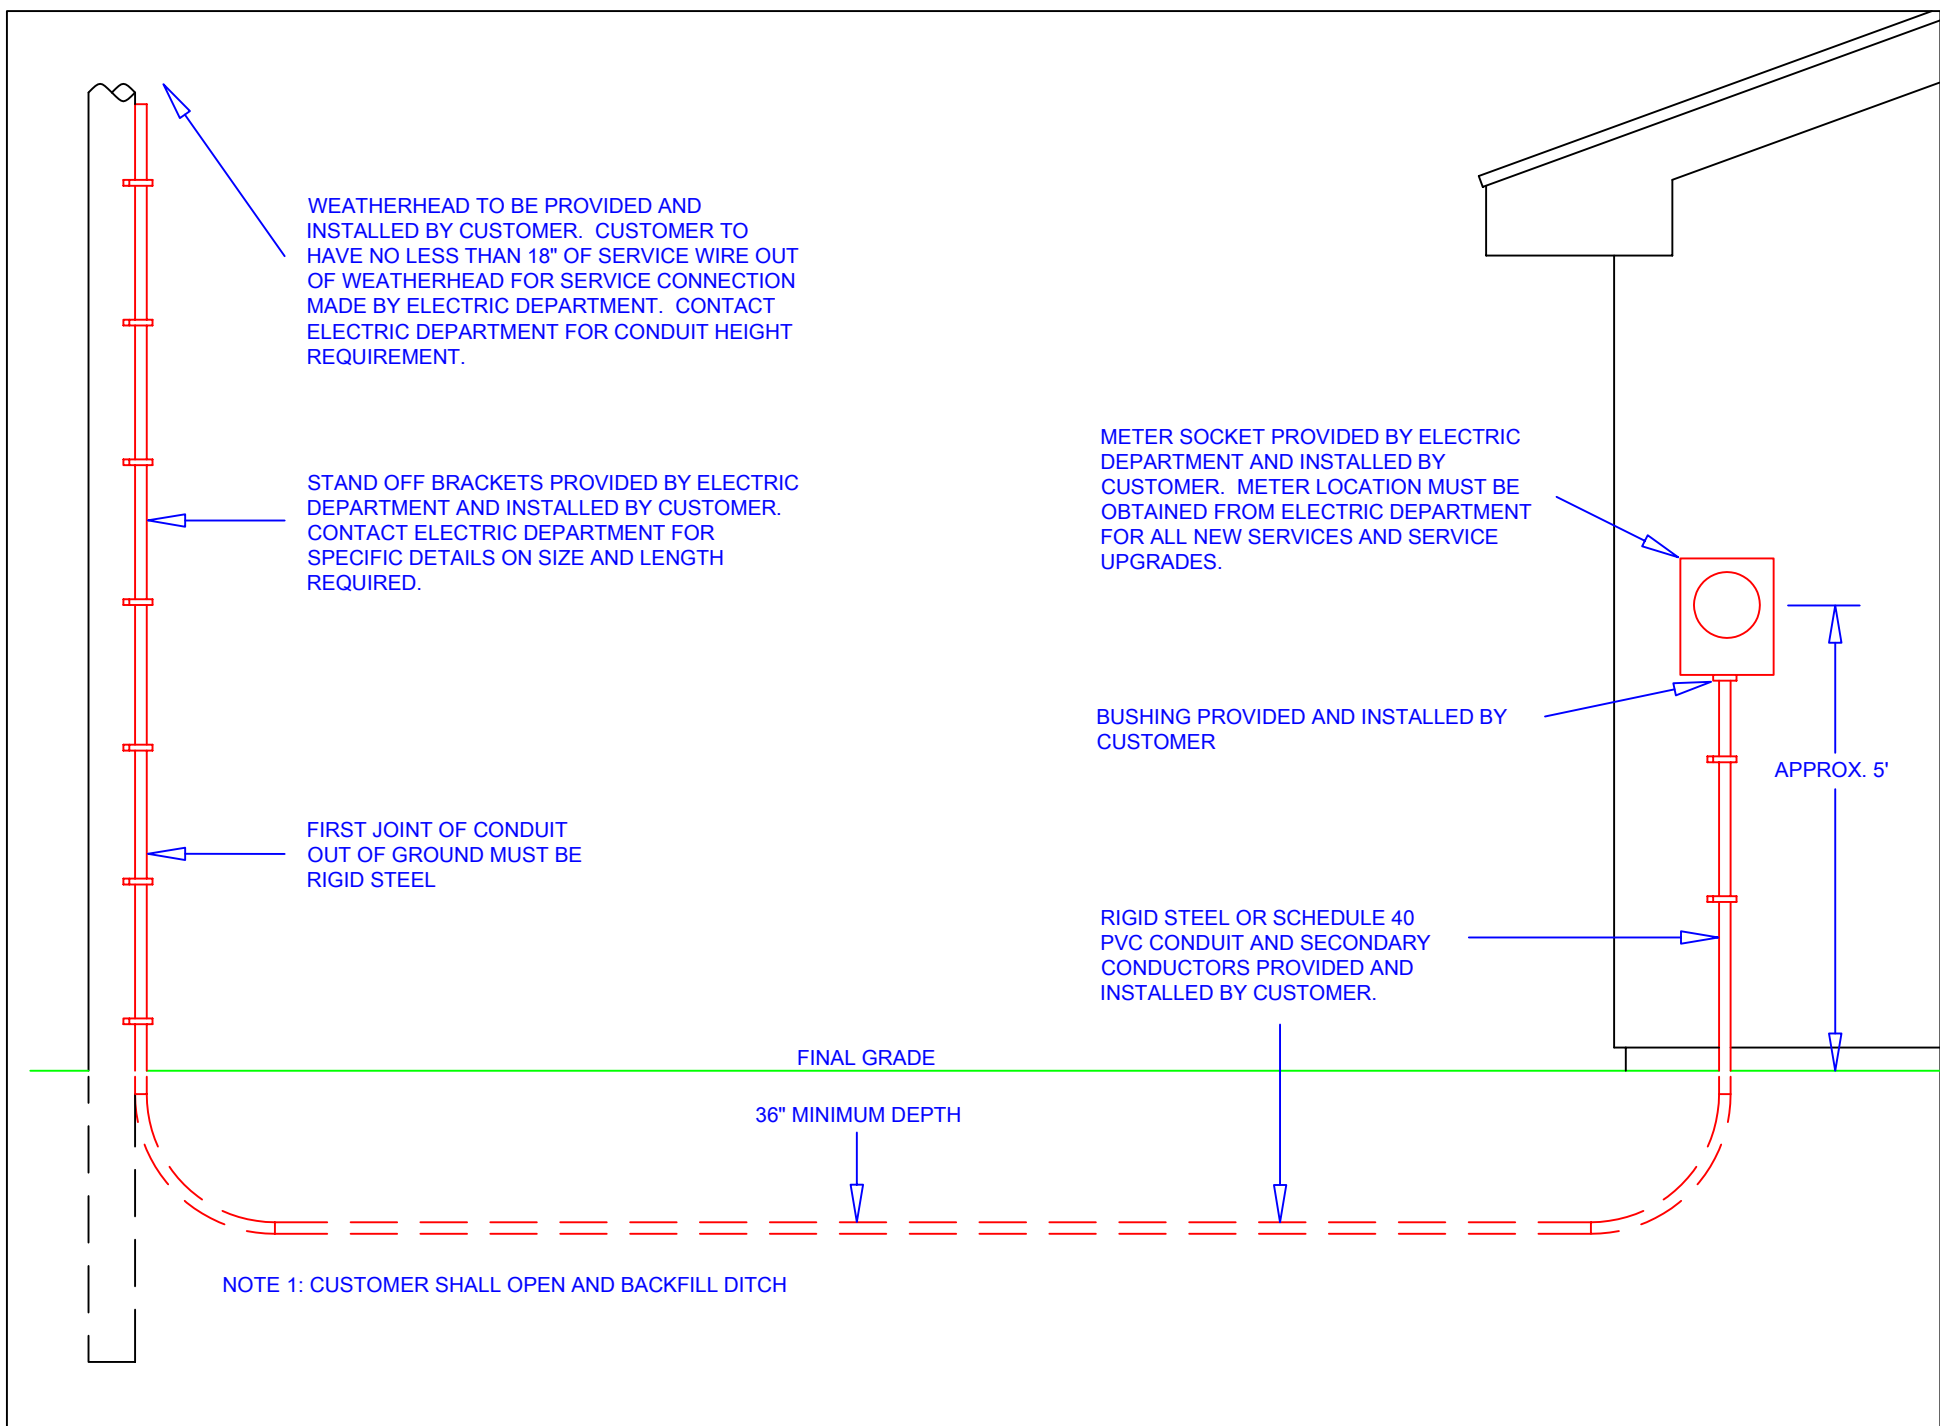 WEATHERHEAD TO BE PROVIDED AND
INSTALLED BY CUSTOMER.  CUSTOMER TO
HAVE NO LESS THAN 18" OF SERVICE WIRE OUT
OF WEATHERHEAD FOR SERVICE CONNECTION
MADE BY ELECTRIC DEPARTMENT.  CONTACT
ELECTRIC DEPARTMENT FOR CONDUIT HEIGHT
REQUIREMENT.
STAND OFF BRACKETS PROVIDED BY ELECTRIC
DEPARTMENT AND INSTALLED BY CUSTOMER.
CONTACT ELECTRIC DEPARTMENT FOR
SPECIFIC DETAILS ON SIZE AND LENGTH
REQUIRED.
FIRST JOINT OF CONDUIT
OUT OF GROUND MUST BE
RIGID STEEL
METER SOCKET PROVIDED BY ELECTRIC
DEPARTMENT AND INSTALLED BY
CUSTOMER.  METER LOCATION MUST BE
OBTAINED FROM ELECTRIC DEPARTMENT
FOR ALL NEW SERVICES AND SERVICE
UPGRADES.
BUSHING PROVIDED AND INSTALLED BY
CUSTOMER
APPROX. 5'
RIGID STEEL OR SCHEDULE 40
PVC CONDUIT AND SECONDARY
CONDUCTORS PROVIDED AND
INSTALLED BY CUSTOMER.
FINAL GRADE
36" MINIMUM DEPTH
NOTE 1: CUSTOMER SHALL OPEN AND BACKFILL DITCH